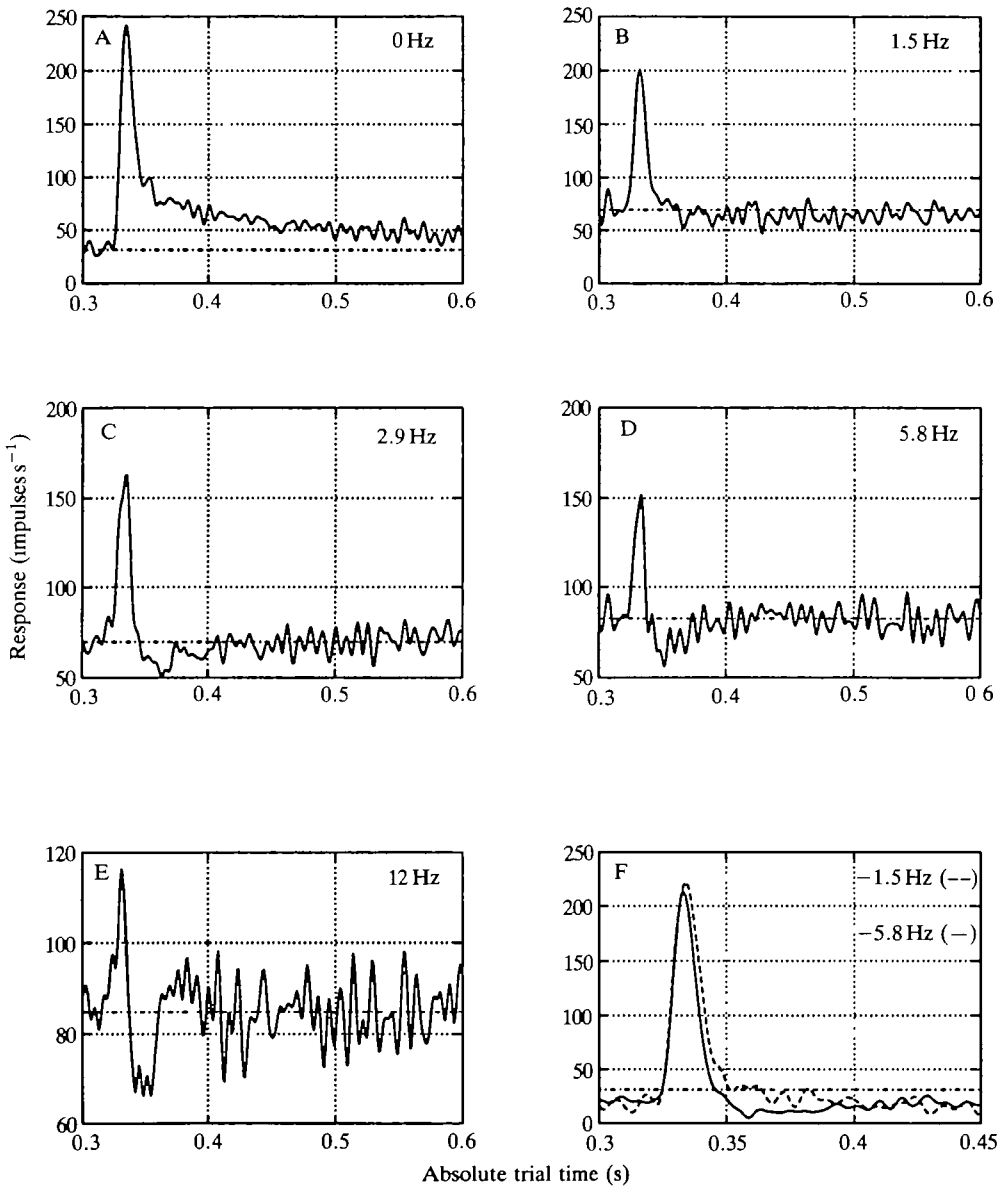 250
200
150
100
50
0
A
0 Hz
0.3 0.4 0.5 0.6
250
200
150
100
50
0
B
1.5 Hz
0.3 0.4 0.5 0.6
Response (impulses s⁻¹)
200
150
100
50
C
2.9 Hz
0.3 0.4 0.5 0.6
200
150
100
50
D
5.8 Hz
0.3 0.4 0.5 0 6
120
100
80
60
E
12 Hz
0.3 0.4 0.5 0.6
250
200
150
100
50
0
F
−1.5 Hz (--)
−5.8 Hz (—)
0.3 0.35 0.4 0.45
Absolute trial time (s)